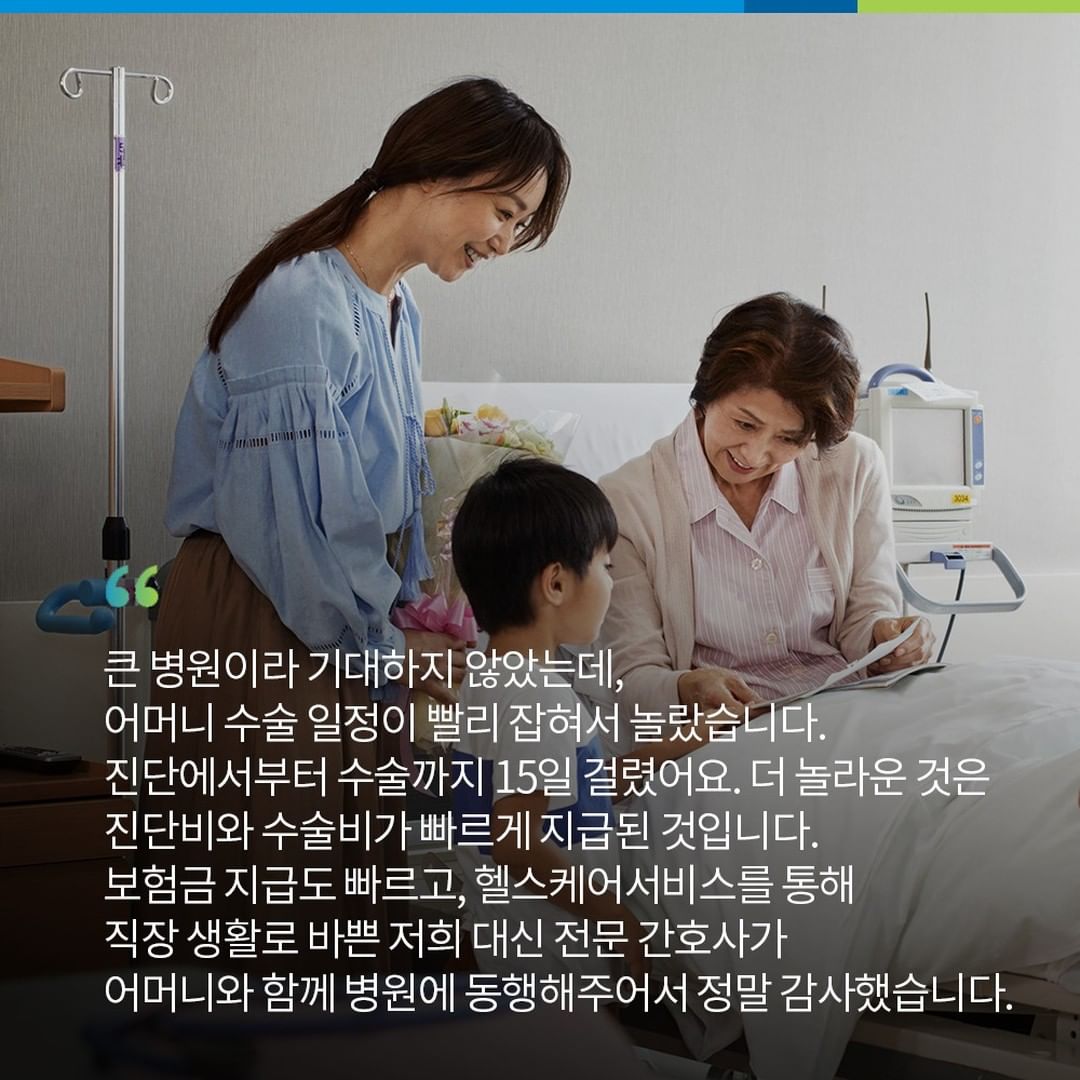 큰 병원이라 기대하지 않았는데,
어머니 수술 일정이 빨리 잡혀서 놀랐습니다.
진단에서부터 수술까지 15일 걸렸어요. 더 놀라운 것은
진단비와 수술비가 빠르게 지급된 것입니다.
보험금 지급도 빠르고, 헬스케어서비스를 통해
직장 생활로 바쁜 저희 대신 전문 간호사가
어머니와 함께 병원에 동행해주어서 정말 감사했습니다.
3034